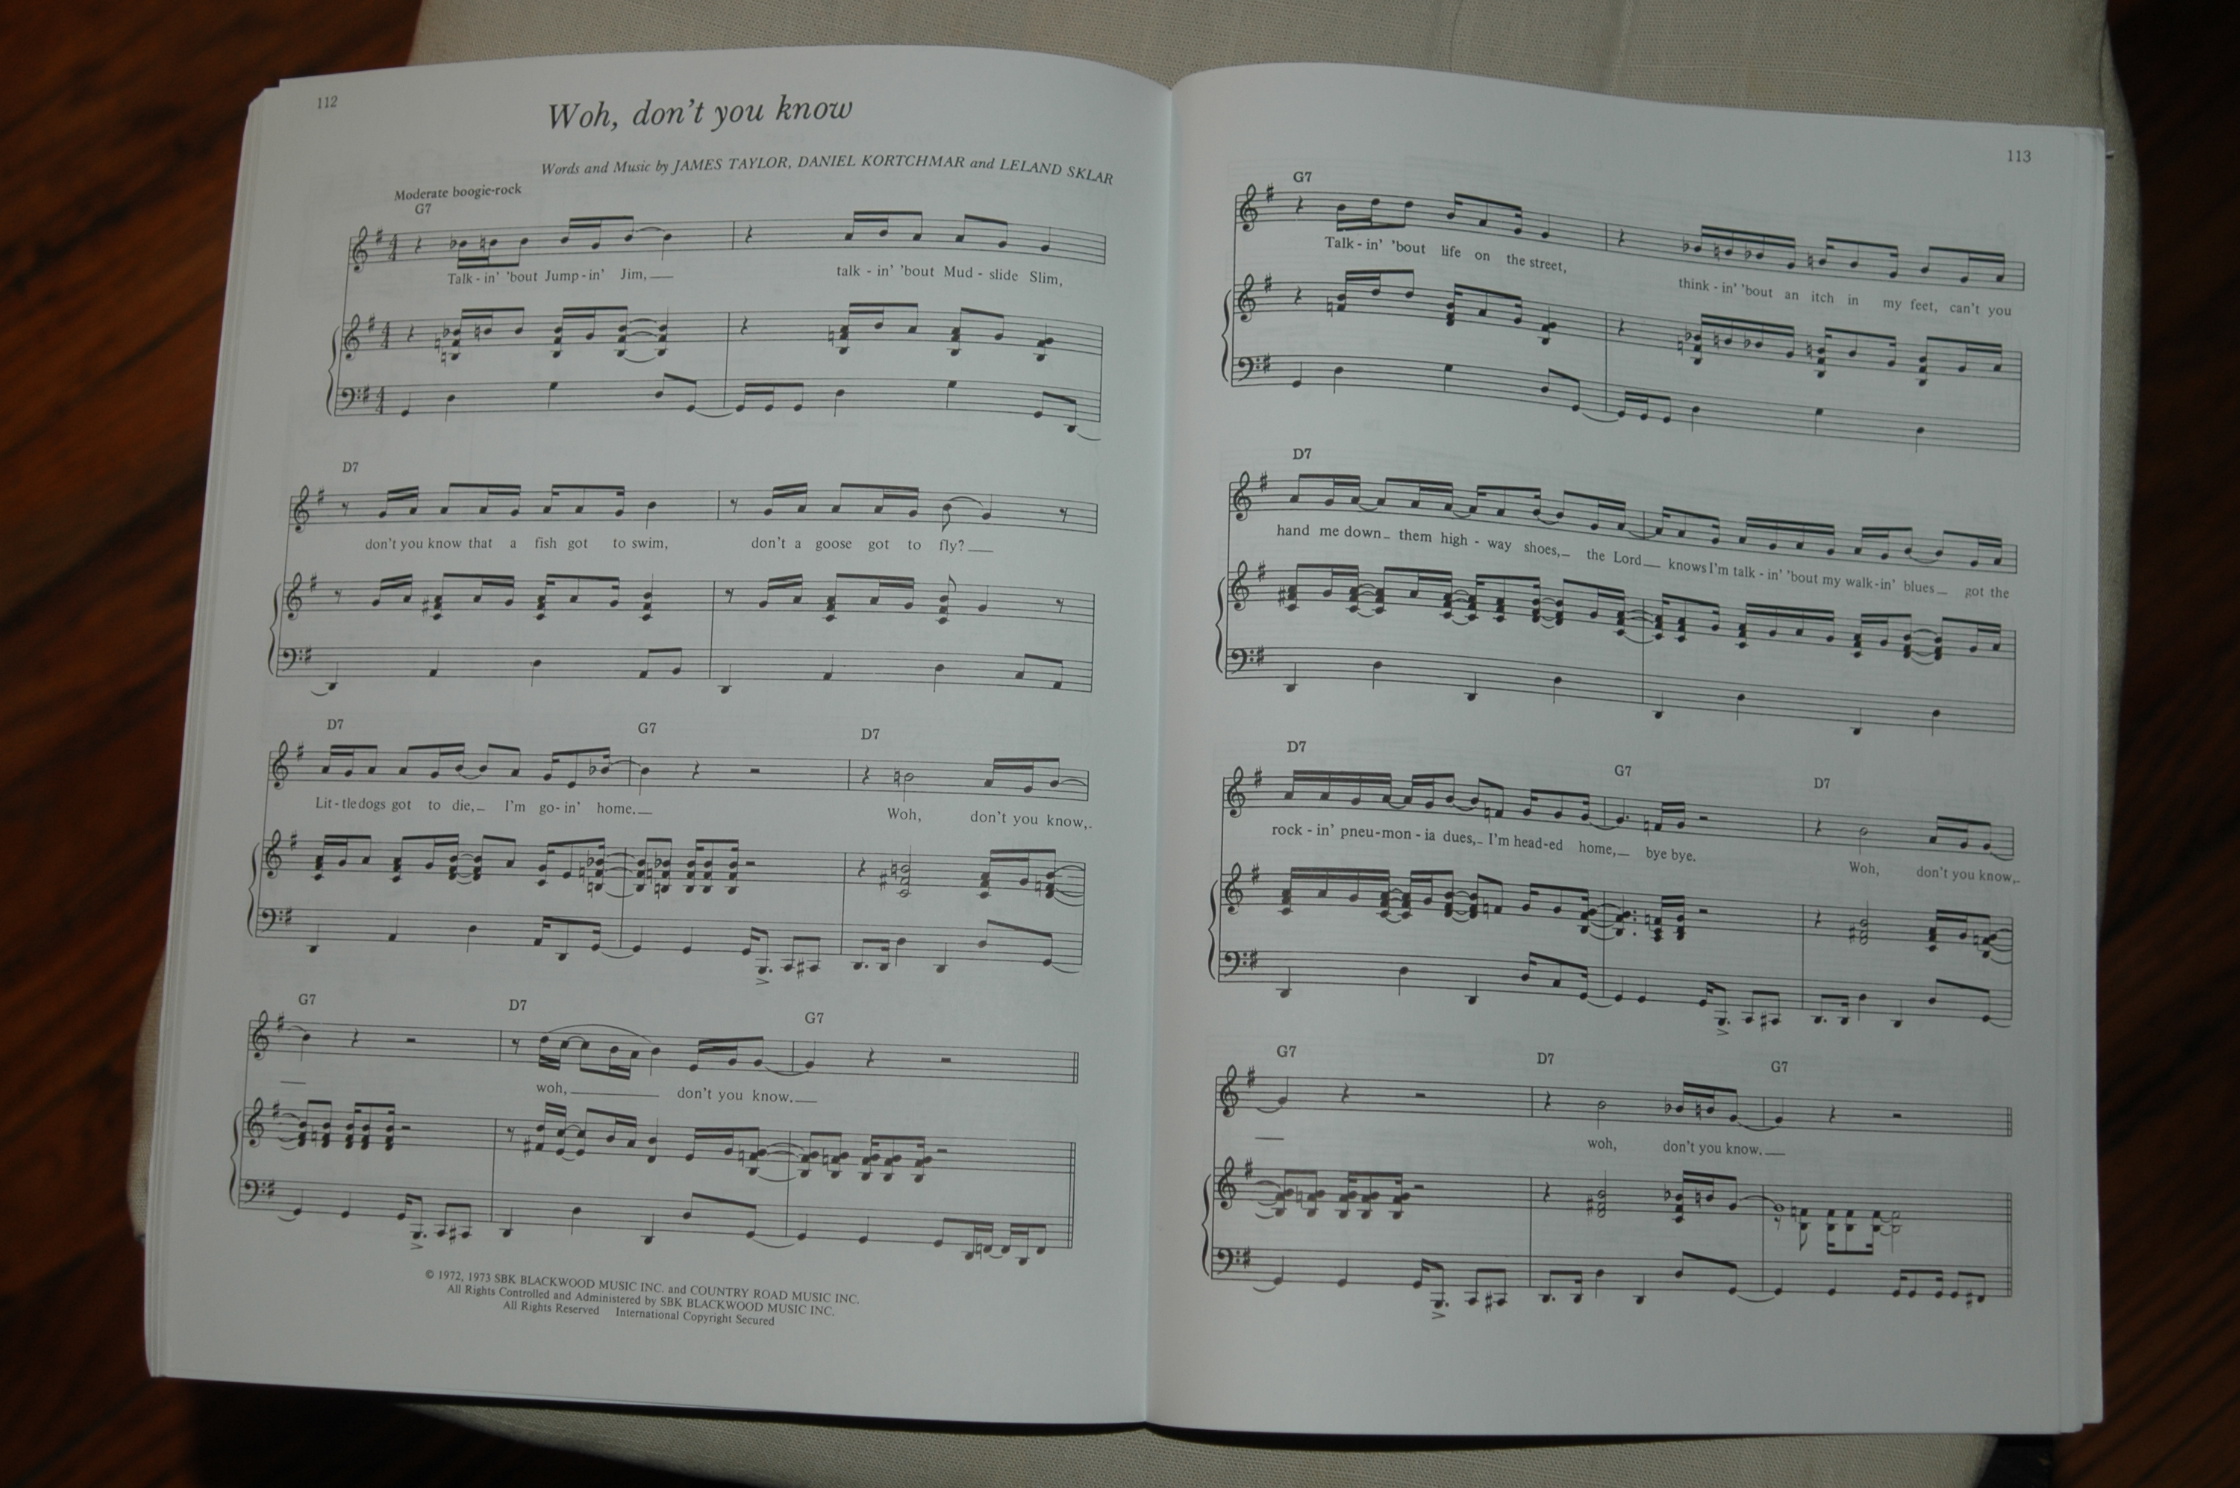 112
Woh, don't you know
Words and Music by JAMES TAYLOR, DANIEL KORTCHMAR and LELAND SKLAR
Moderate boogie-rock
G7
Talk - in' 'bout Jump - in' Jim, talk - in' 'bout Mud - slide Slim,
D7
don't you know that a fish got to swim, don't a goose got to fly?
D7 G7 D7
Lit - tle dogs got to die, I'm go - in' home. Woh, don't you know,
G7 D7 G7
woh, don't you know.
© 1972, 1973 SBK BLACKWOOD MUSIC INC. and COUNTRY ROAD MUSIC INC.
All Rights Controlled and Administered by SBK BLACKWOOD MUSIC INC.
All Rights Reserved International Copyright Secured
113
G7
Talk - in' 'bout life on the street, think - in' 'bout an itch in my feet, can't you
D7
hand me down them high - way shoes, the Lord knows I'm talk - in' 'bout my walk - in' blues got the
D7 G7 D7
rock - in' pneu - mon - ia dues, I'm head - ed home, bye bye. Woh, don't you know,
G7 D7 G7
woh, don't you know.